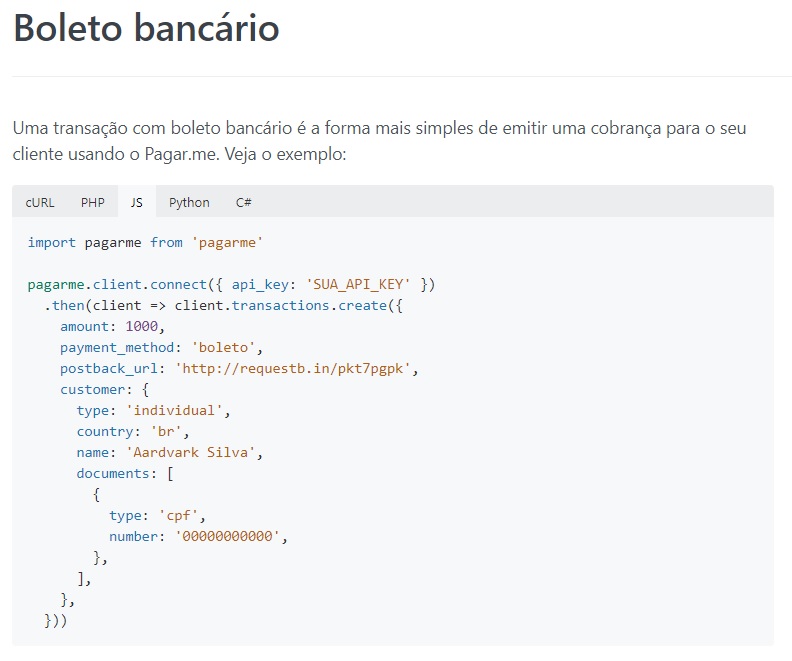 Boleto bancário
Uma transação com boleto bancário é a forma mais simples de emitir uma cobrança para o seu
cliente usando o Pagar.me. Veja o exemplo:
cURL PHP JS Python C#
import pagarme from 'pagarme'
pagarme.client.connect({ api_key: 'SUA_API_KEY' })
  .then(client => client.transactions.create({
    amount: 1000,
    payment_method: 'boleto',
    postback_url: 'http://requestb.in/pkt7pgpk',
    customer: {
      type: 'individual',
      country: 'br',
      name: 'Aardvark Silva',
      documents: [
        {
          type: 'cpf',
          number: '00000000000',
        },
      ],
    },
  }))